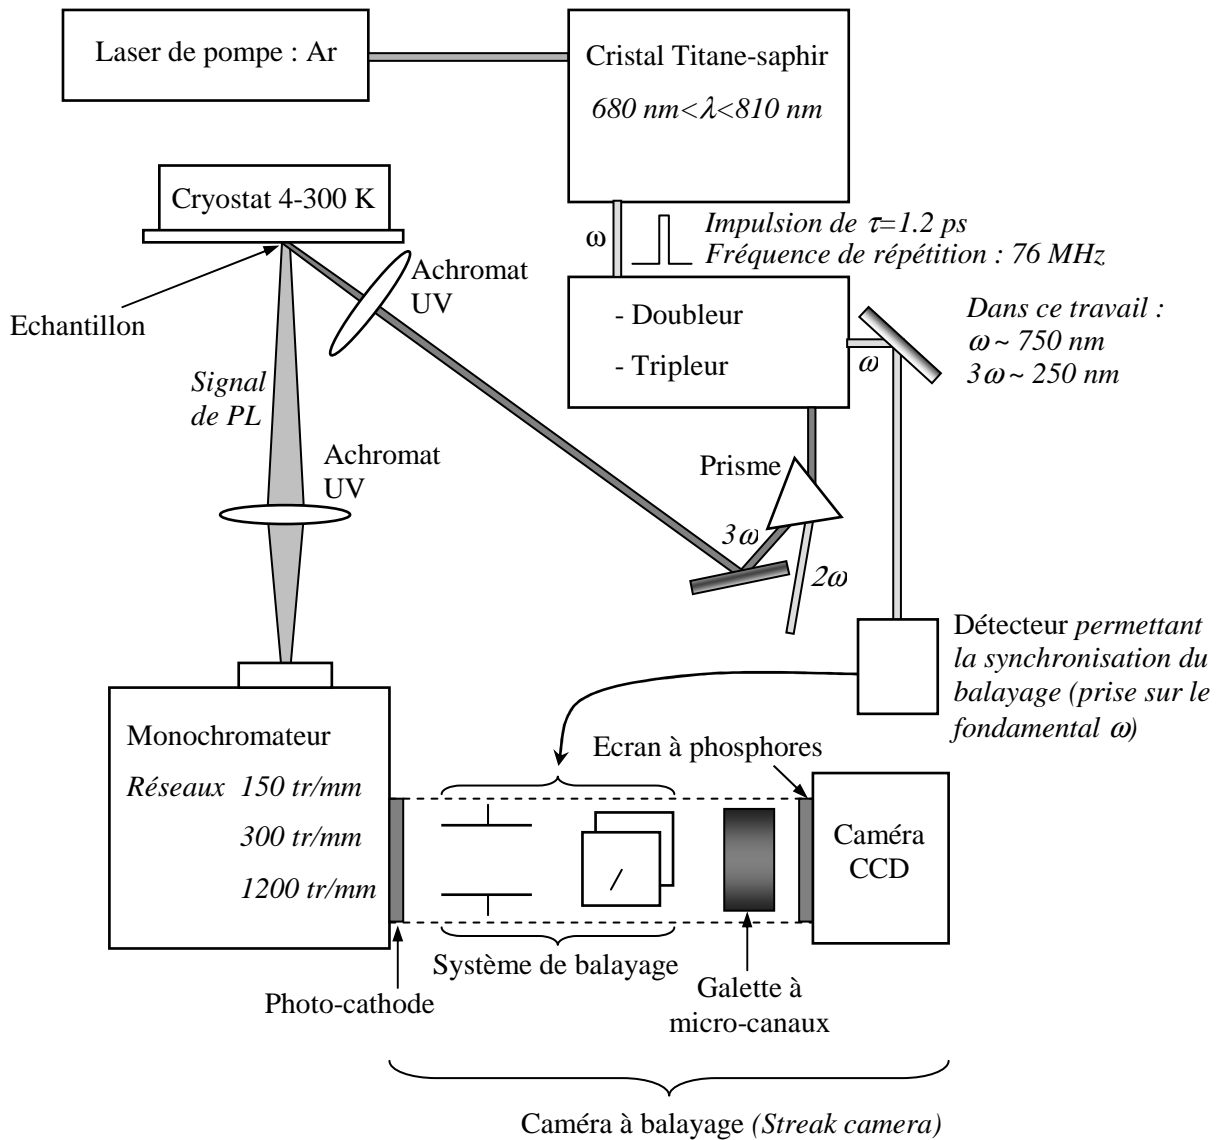 Laser de pompe : Ar
Cristal Titane-saphir
680 nm<λ<810 nm
Cryostat 4-300 K
ω
Impulsion de τ=1.2 ps
Fréquence de répétition : 76 MHz
Achromat
UV
Echantillon
- Doubleur
- Tripleur
ω
Dans ce travail :
ω ~ 750 nm
3ω ~ 250 nm
Signal
de PL
Achromat
UV
Prisme
3ω
2ω
Détecteur permettant
la synchronisation du
balayage (prise sur le
fondamental ω)
Monochromateur
Réseaux 150 tr/mm
300 tr/mm
1200 tr/mm
Ecran à phosphores
Caméra
CCD
Système de balayage
Photo-cathode
Galette à
micro-canaux
Caméra à balayage (Streak camera)